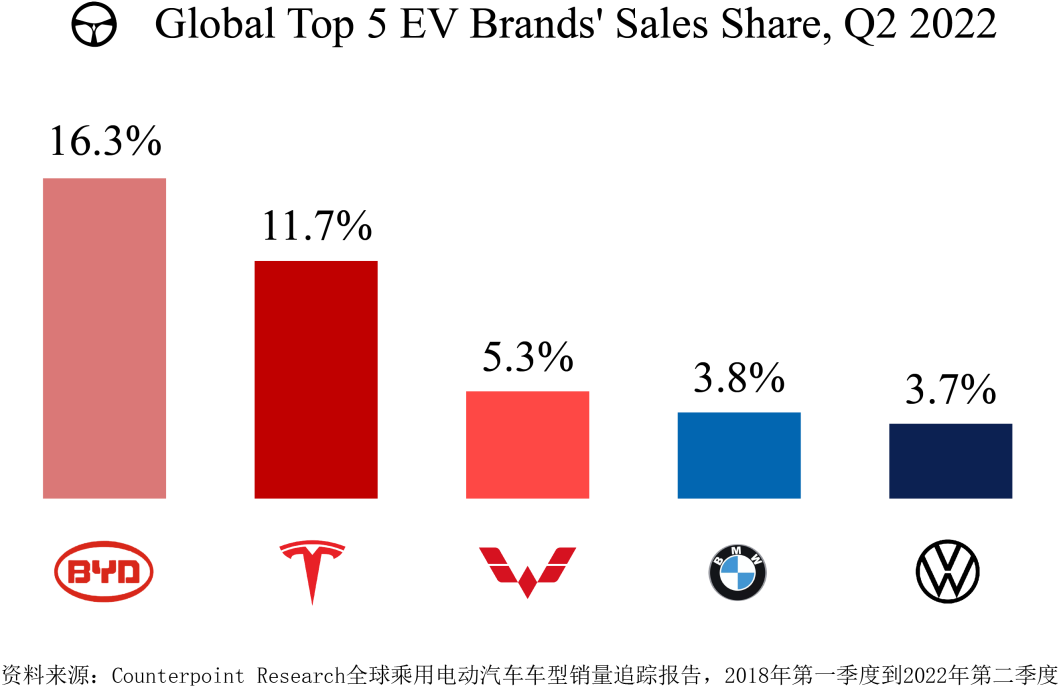 Global Top 5 EV Brands' Sales Share, Q2 2022
16.3%
11.7%
5.3%
3.8%
3.7%
BYD
BMW
资料来源：Counterpoint Research全球乘用电动汽车车型销量追踪报告，2018年第一季度到2022年第二季度